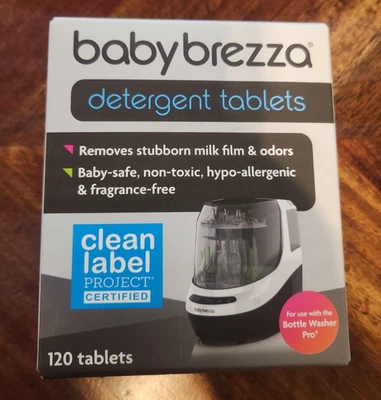 babybrezza®
detergent tablets
Removes stubborn milk film & odors
Baby-safe, non-toxic, hypo-allergenic
& fragrance-free
clean
label
PROJECT®
CERTIFIED
babybrezza
For use with the
Bottle Washer
Pro®
120 tablets